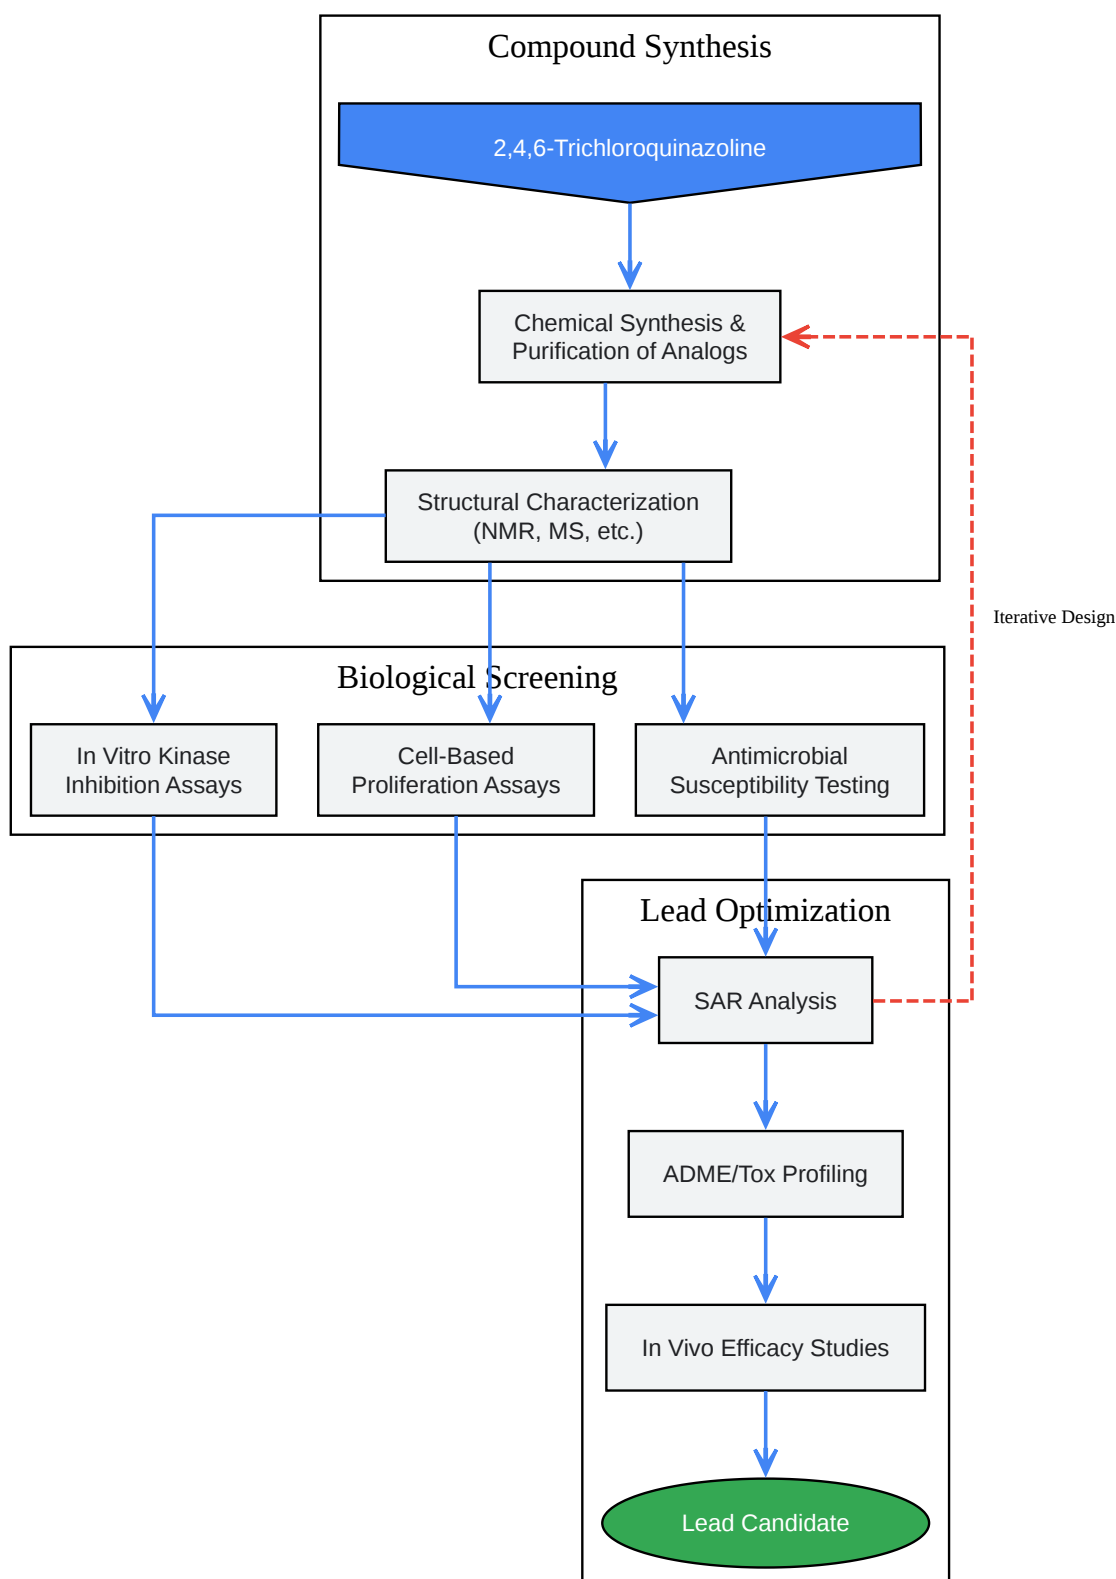 Compound Synthesis
2,4,6-Trichloroquinazoline
Chemical Synthesis &
Purification of Analogs
Structural Characterization
(NMR, MS, etc.)
Iterative Design
Biological Screening
In Vitro Kinase
Inhibition Assays
Cell-Based
Proliferation Assays
Antimicrobial
Susceptibility Testing
Lead Optimization
SAR Analysis
ADME/Tox Profiling
In Vivo Efficacy Studies
Lead Candidate